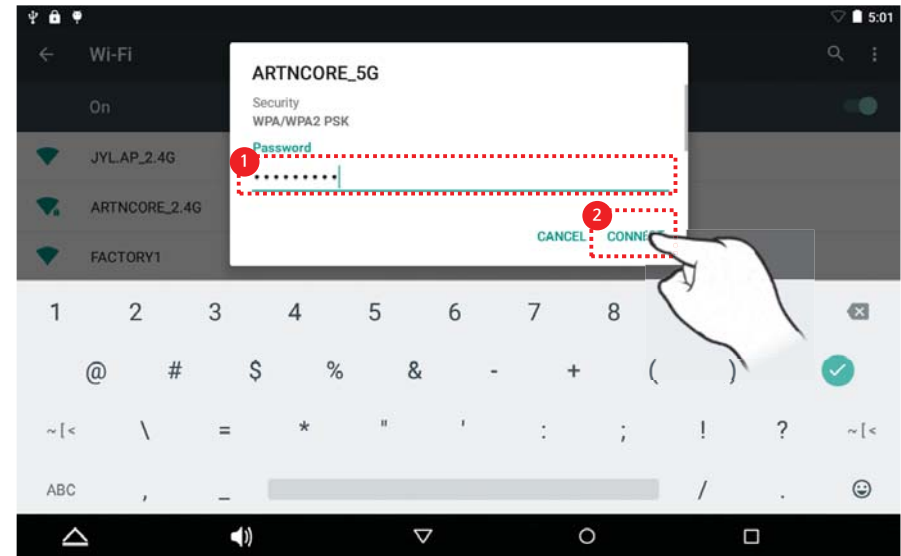 5:01
Wi-Fi
On
JYL.AP_2.4G
ARTNCORE_2.4G
FACTORY1
ARTNCORE_5G
Security
WPA/WPA2 PSK
Password
1
•••••••••
2
CANCEL
1 2 3 4 5 6 7 8
@ # $ % & - + ( )
~[< \ = * " ' : ; ! ? ~[<
ABC , _ / .